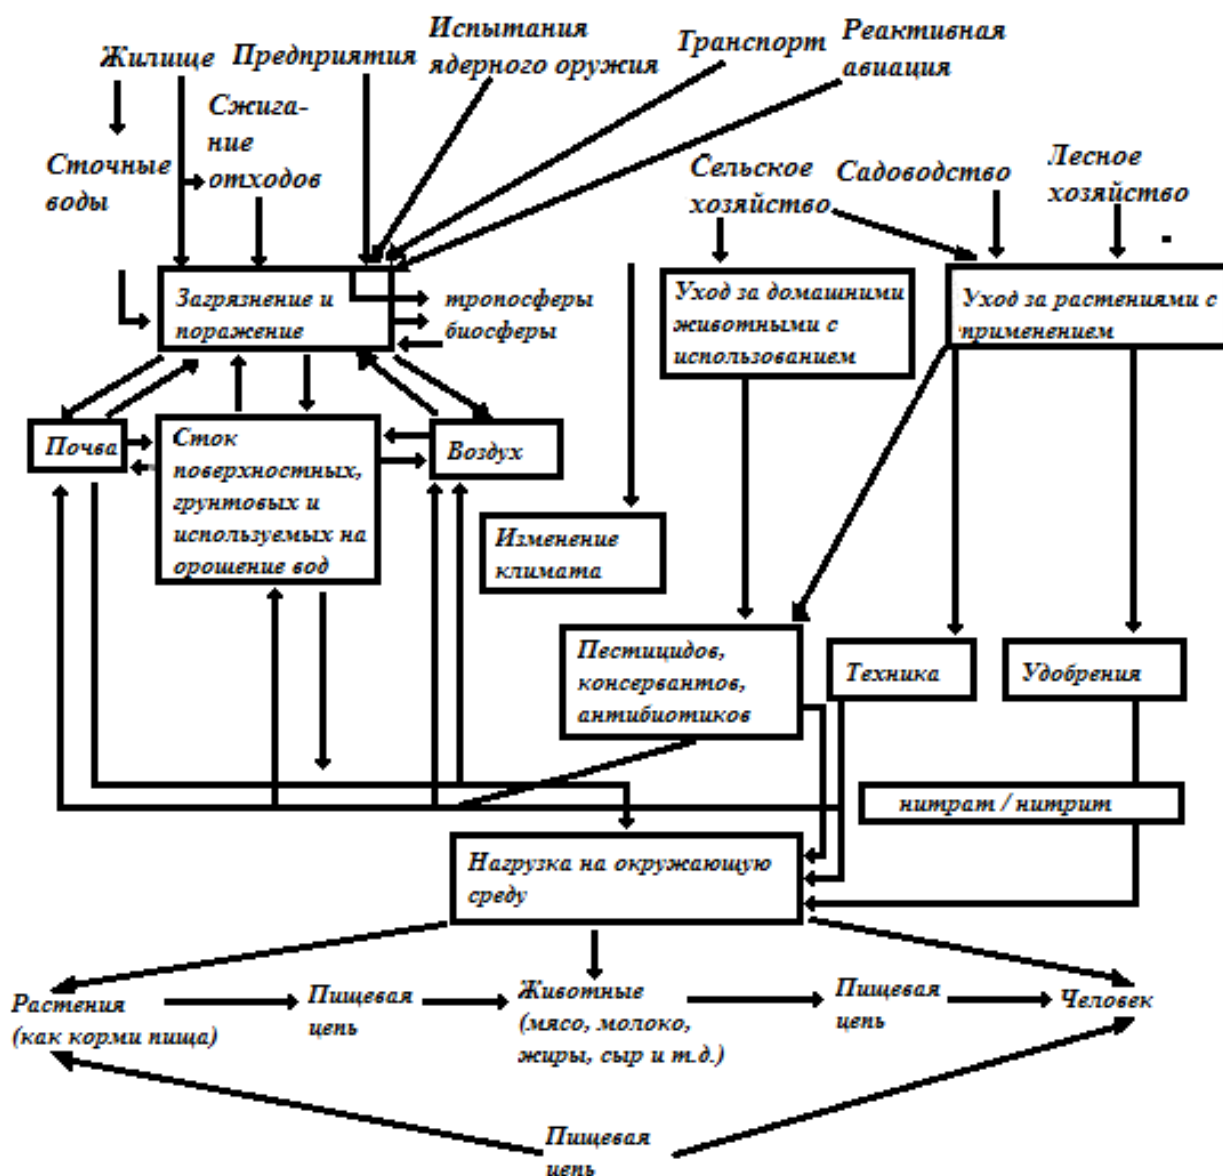 Жилище
Предприятия
Испытания
ядерного оружия
Транспорт
Реактивная
авиация
Сточные
воды
Сжига-
ние
отходов
Сельское
хозяйство
Садоводство
Лесное
хозяйство
Загрязнение и
поражение
тропосферы
биосферы
Уход за домашними
животными с
использованием
Уход за растениями с
применением
Почва
Сток
поверхностных,
грунтовых и
используемых на
орошение вод
Воздух
Изменение
климата
Пестицидов,
консервантов,
антибиотиков
Техника
Удобрения
нитрат / нитрит
Нагрузка на окружающую
среду
Растения
(как корми пища)
Пищевая
цепь
Животные
(мясо, молоко,
жиры, сыр и т.д.)
Пищевая
цепь
Человек
Пищевая
цепь